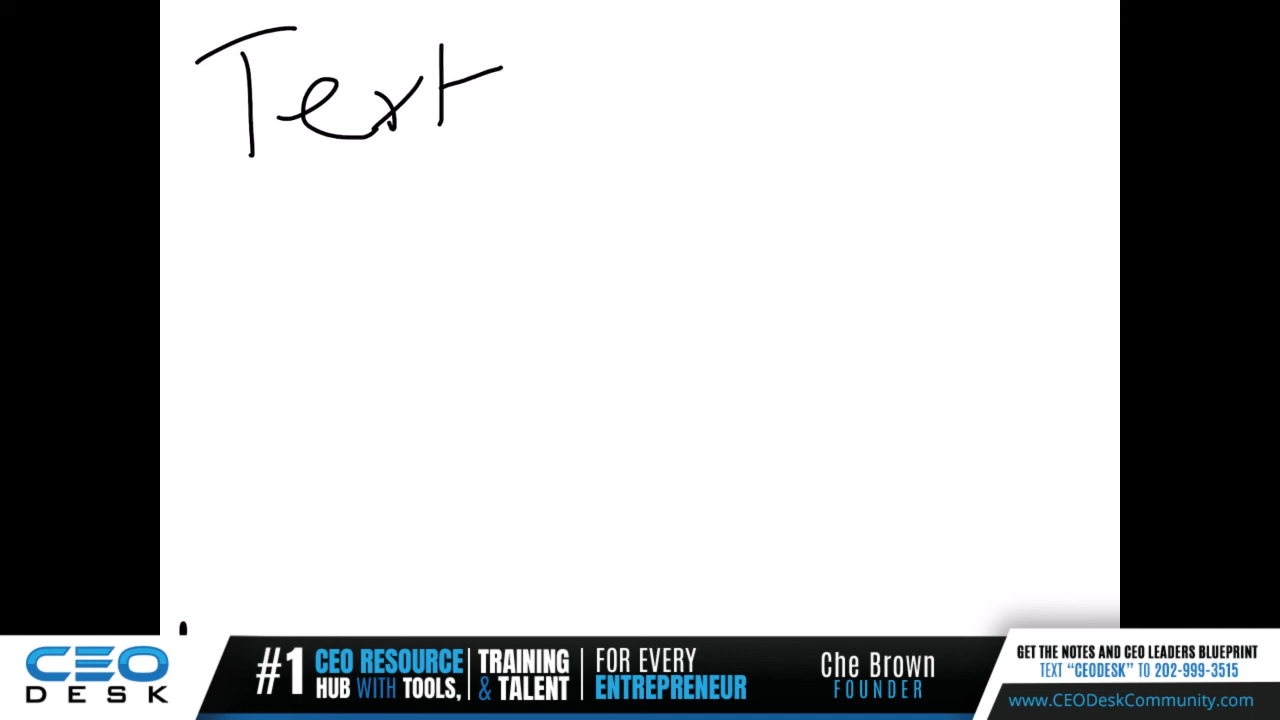 Text
CEO
DESK
#1 CEO RESOURCE
HUB WITH TOOLS,
TRAINING
& TALENT
FOR EVERY
ENTREPRENEUR
Che Brown
FOUNDER
GET THE NOTES AND CEO LEADERS BLUEPRINT
TEXT “CEODESK” TO 202-999-3515
www.CEODeskCommunity.com